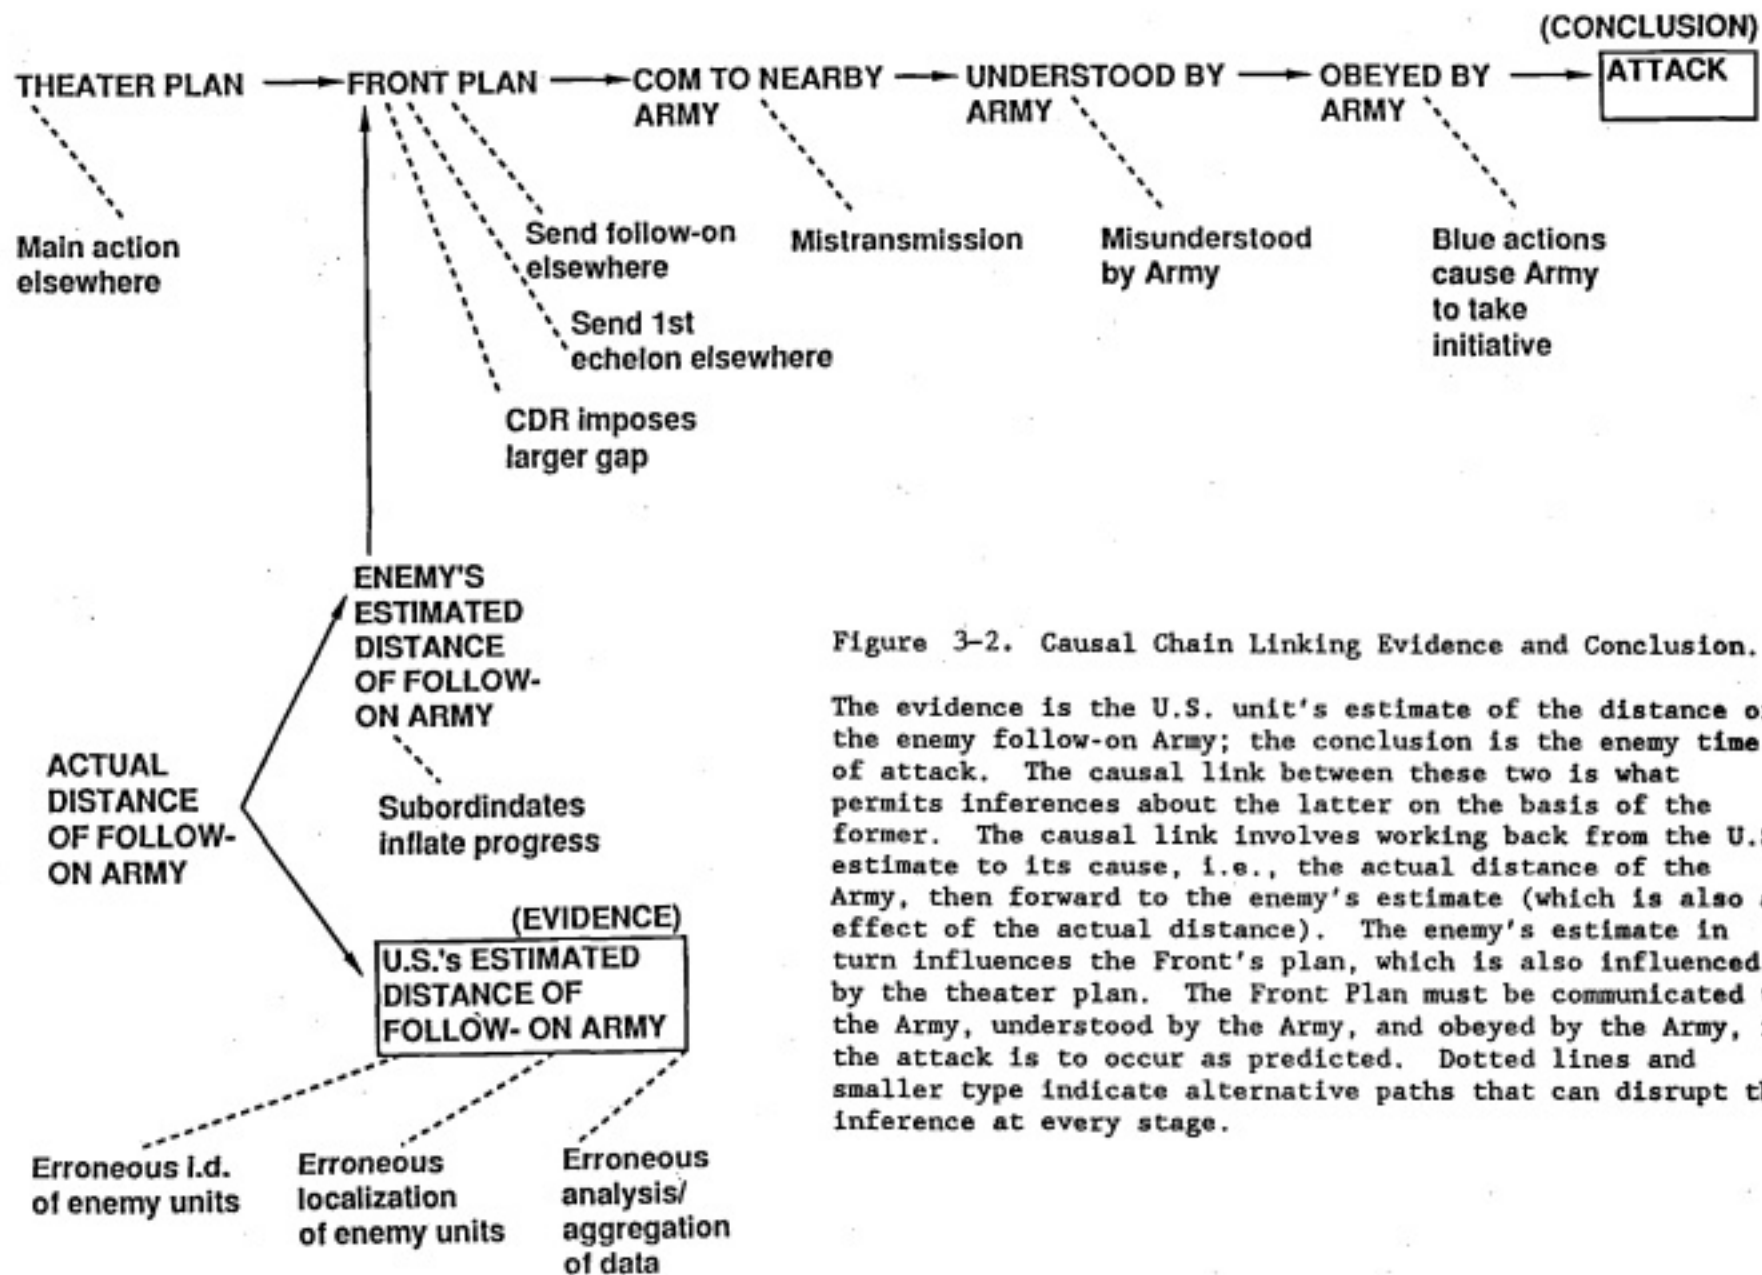 (CONCLUSION)
THEATER PLAN FRONT PLAN COM TO NEARBY UNDERSTOOD BY OBEYED BY ATTACK
ARMY ARMY ARMY
Main action
elsewhere
Send follow-on
elsewhere
Send 1st
echelon elsewhere
CDR imposes
larger gap
Mistransmission
Misunderstood
by Army
Blue actions
cause Army
to take
initiative
ENEMY'S
ESTIMATED
DISTANCE
OF FOLLOW-
ON ARMY
ACTUAL
DISTANCE
OF FOLLOW-
ON ARMY
Subordindates
inflate progress
(EVIDENCE)
U.S.'s ESTIMATED
DISTANCE OF
FOLLOW- ON ARMY
Erroneous i.d.
of enemy units
Erroneous
localization
of enemy units
Erroneous
analysis/
aggregation
of data
Figure 3-2. Causal Chain Linking Evidence and Conclusion.
The evidence is the U.S. unit's estimate of the distance
the enemy follow-on Army; the conclusion is the enemy time
of attack. The causal link between these two is what
permits inferences about the latter on the basis of the
former. The causal link involves working back from the
estimate to its cause, i.e., the actual distance of the
Army, then forward to the enemy's estimate (which is also
effect of the actual distance). The enemy's estimate in
turn influences the Front's plan, which is also influenced
by the theater plan. The Front Plan must be communicated
the Army, understood by the Army, and obeyed by the Army,
the attack is to occur as predicted. Dotted lines and
smaller type indicate alternative paths that can disrupt
inference at every stage.